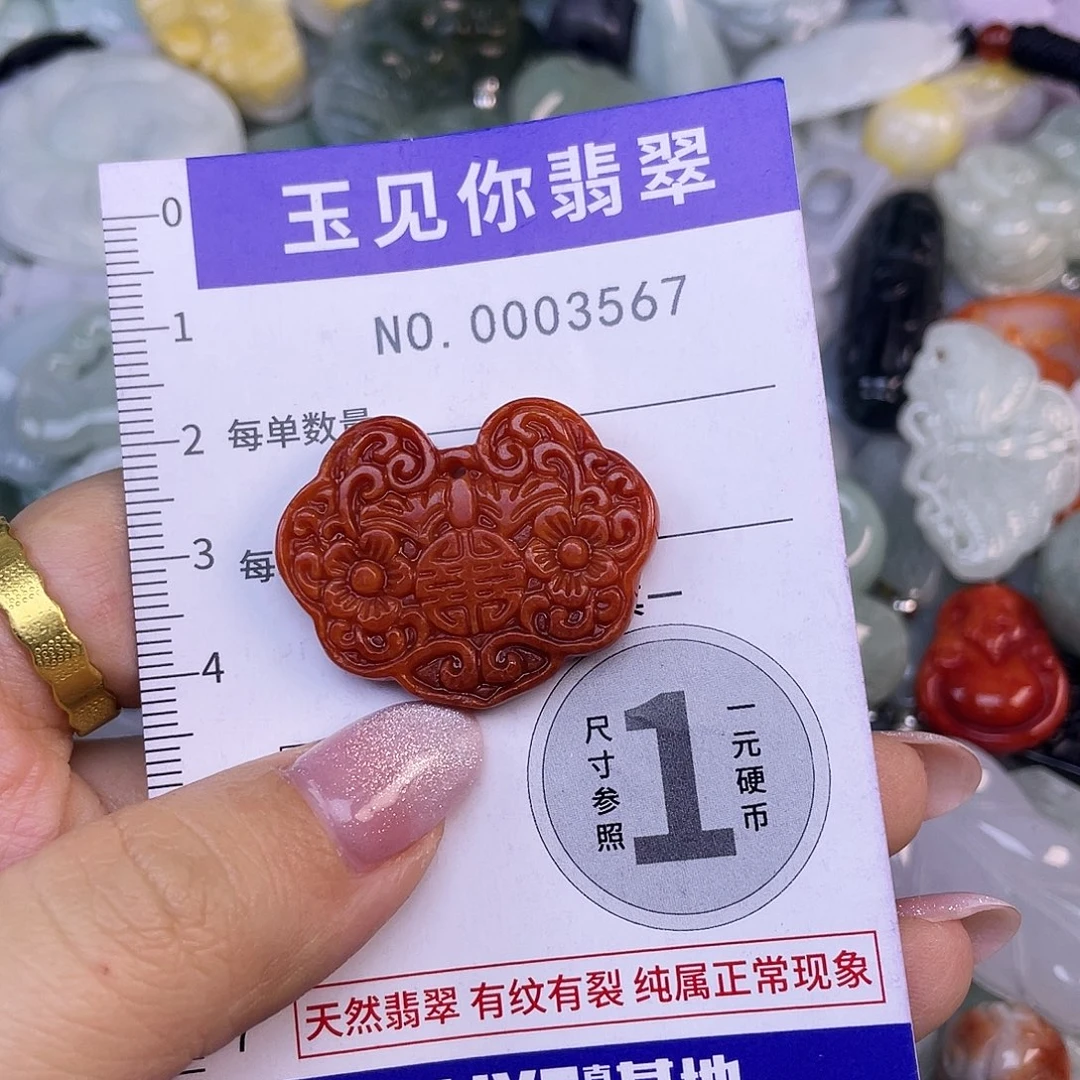 玉见你翡翠
NO. 0003567
0
1
2
3
4
每单数量
每
一元硬币
1
尺寸参照
天然翡翠 有纹有裂 纯属正常现象
基地